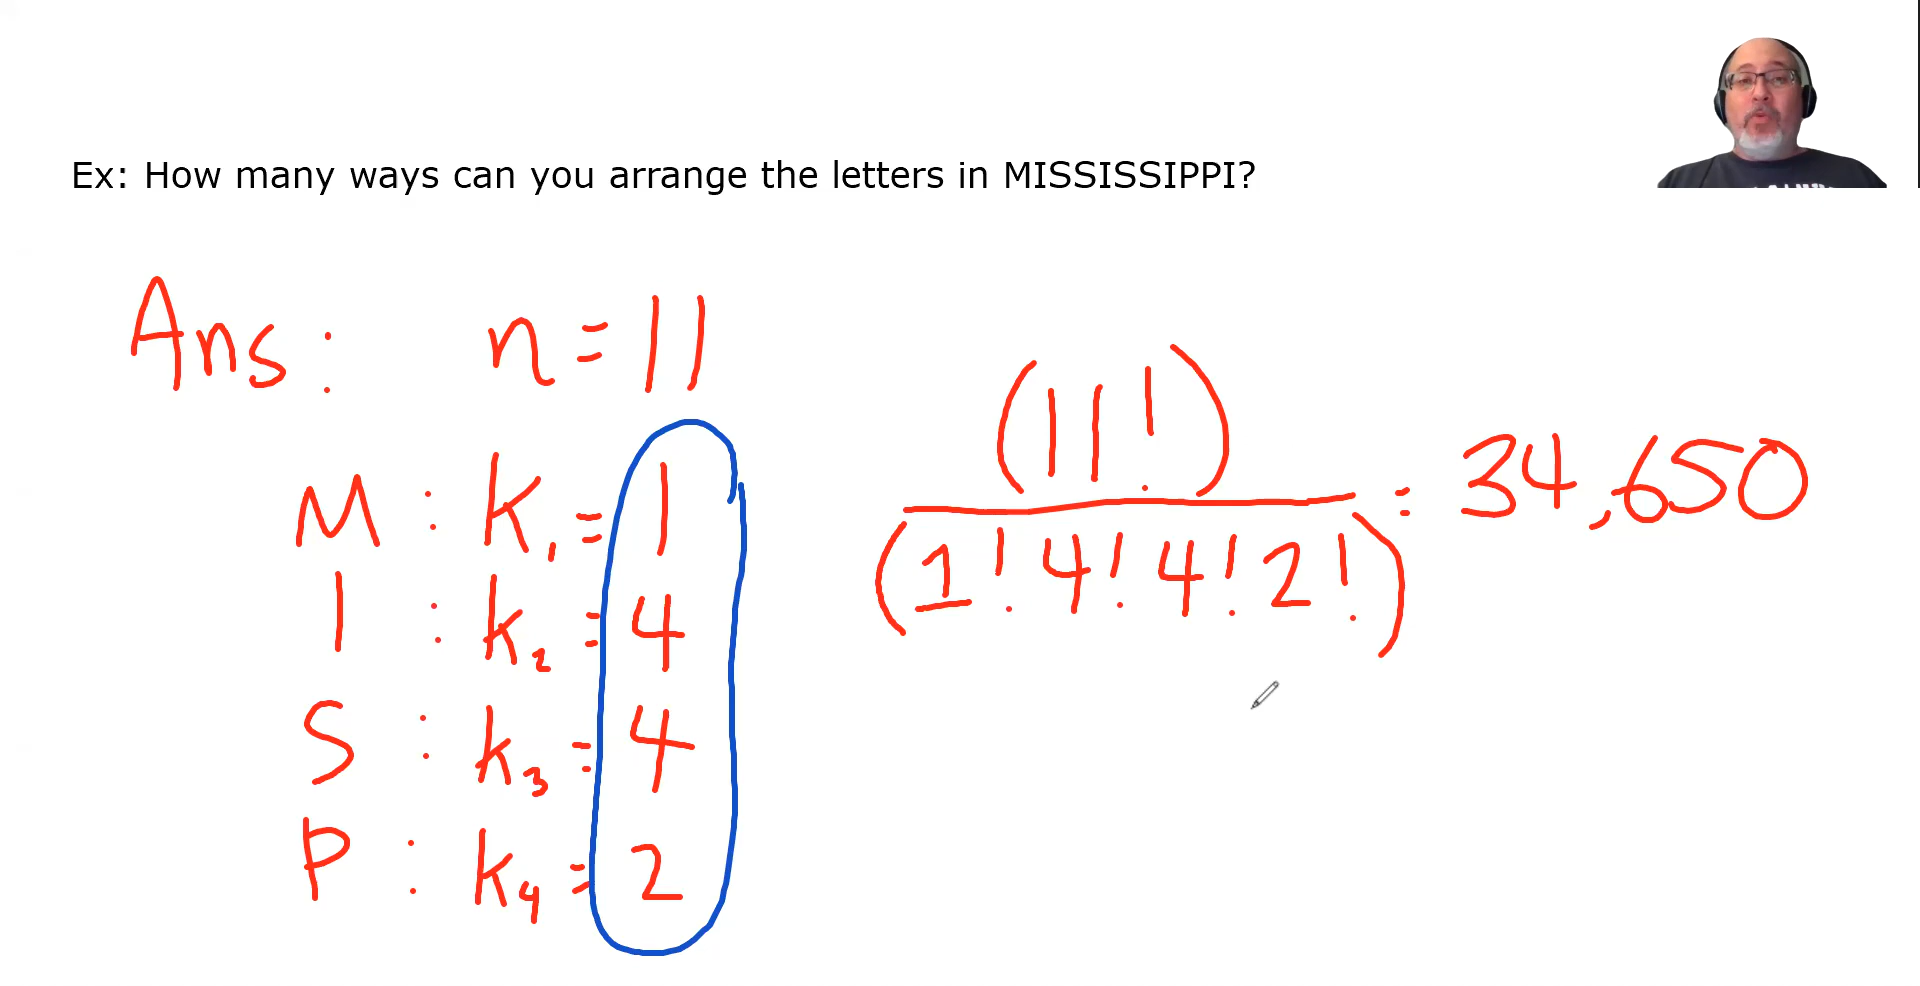 Ex: How many ways can you arrange the letters in MISSISSIPPI?
Ans: n = 11
M : k₁ = 1
I : k₂ = 4
S : k₃ = 4
P : k₄ = 2
(11!)
(1! 4! 4! 2!)
= 34,650